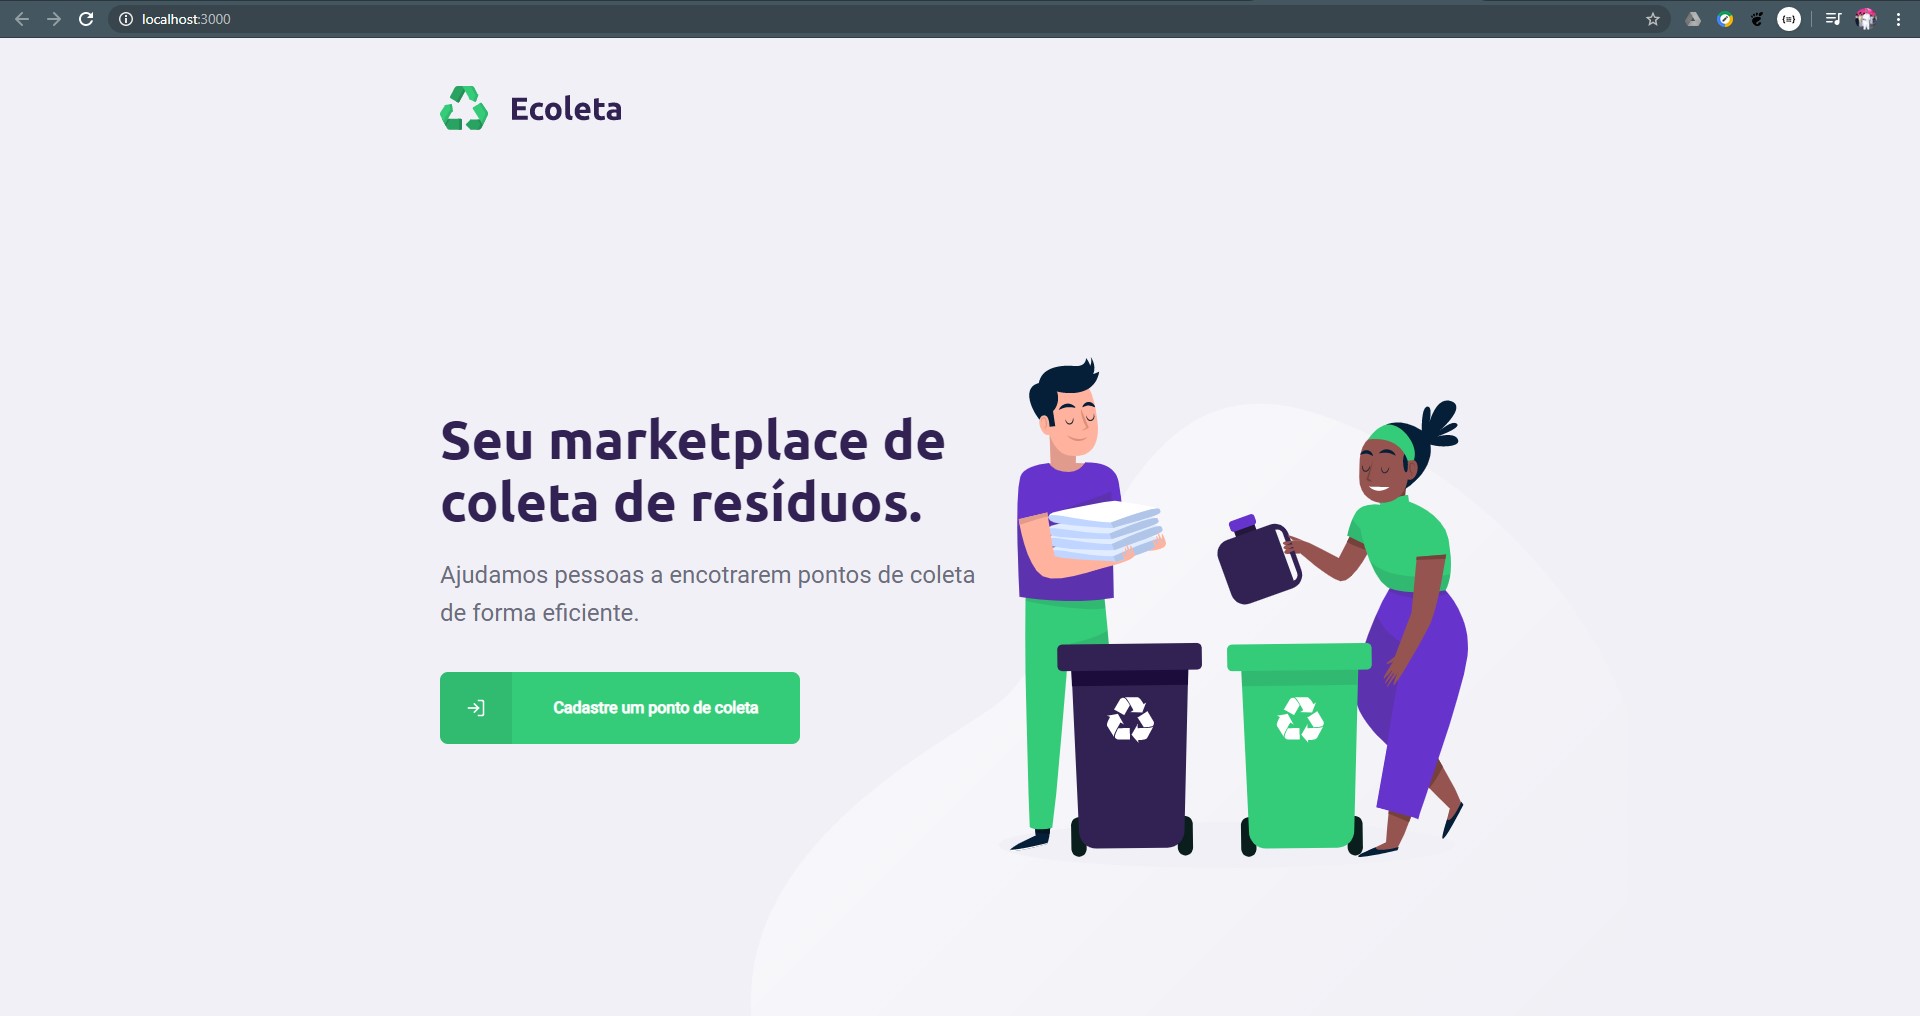 localhost:3000
Ecoleta
Seu marketplace de
coleta de resíduos.
Ajudamos pessoas a encotrarem pontos de coleta
de forma eficiente.
Cadastre um ponto de coleta